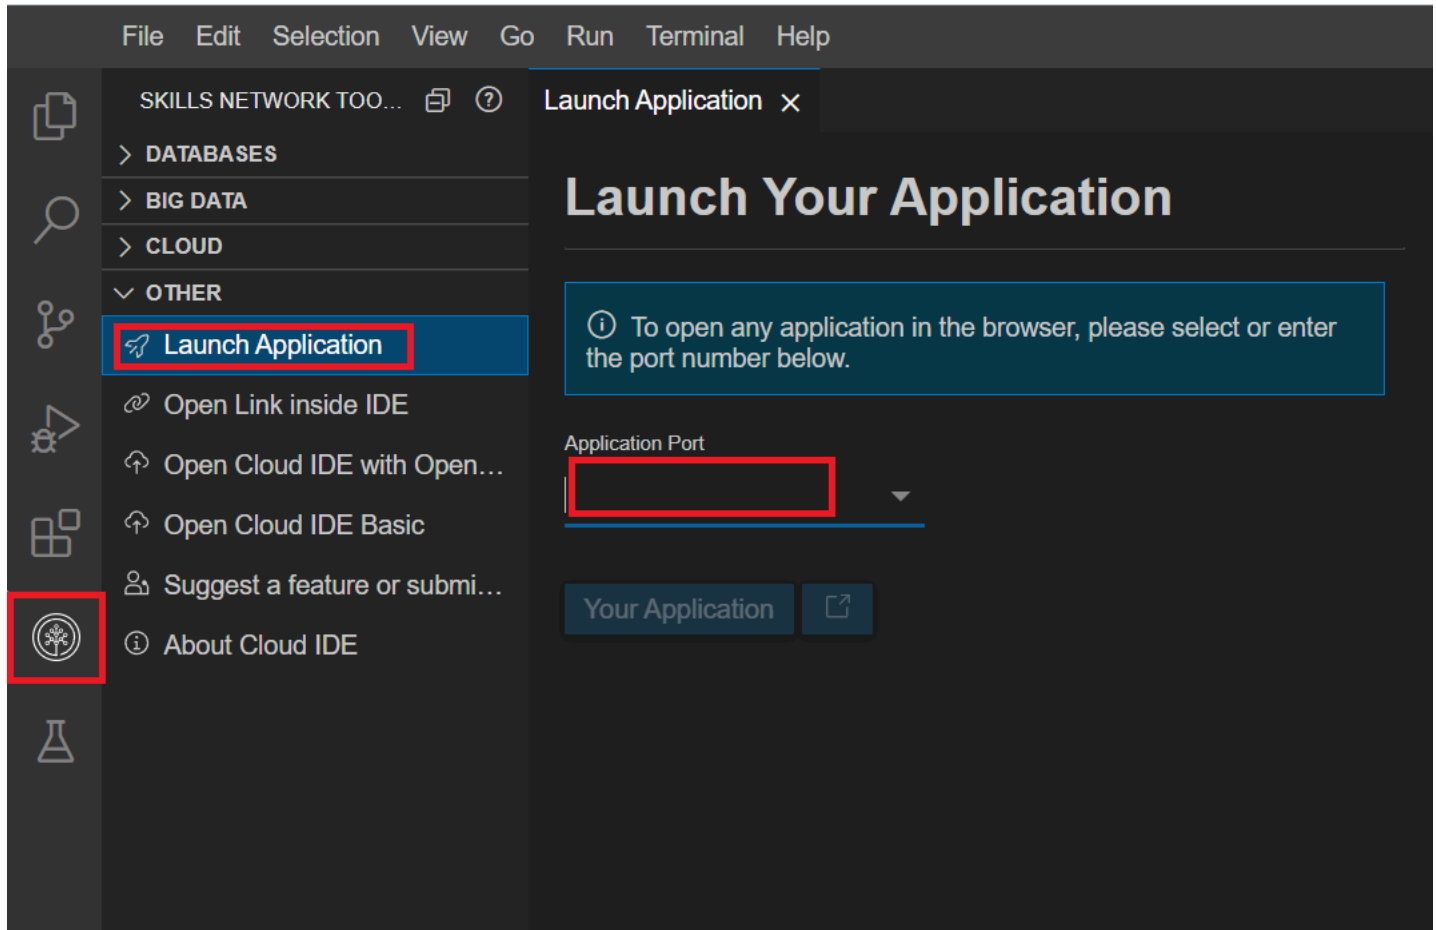 File Edit Selection View Go Run Terminal Help
SKILLS NETWORK TOO...
DATABASES
BIG DATA
CLOUD
OTHER
Launch Application
Open Link inside IDE
Open Cloud IDE with Open...
Open Cloud IDE Basic
Suggest a feature or submi...
About Cloud IDE
Launch Application
Launch Your Application
To open any application in the browser, please select or enter
the port number below.
Application Port
Your Application